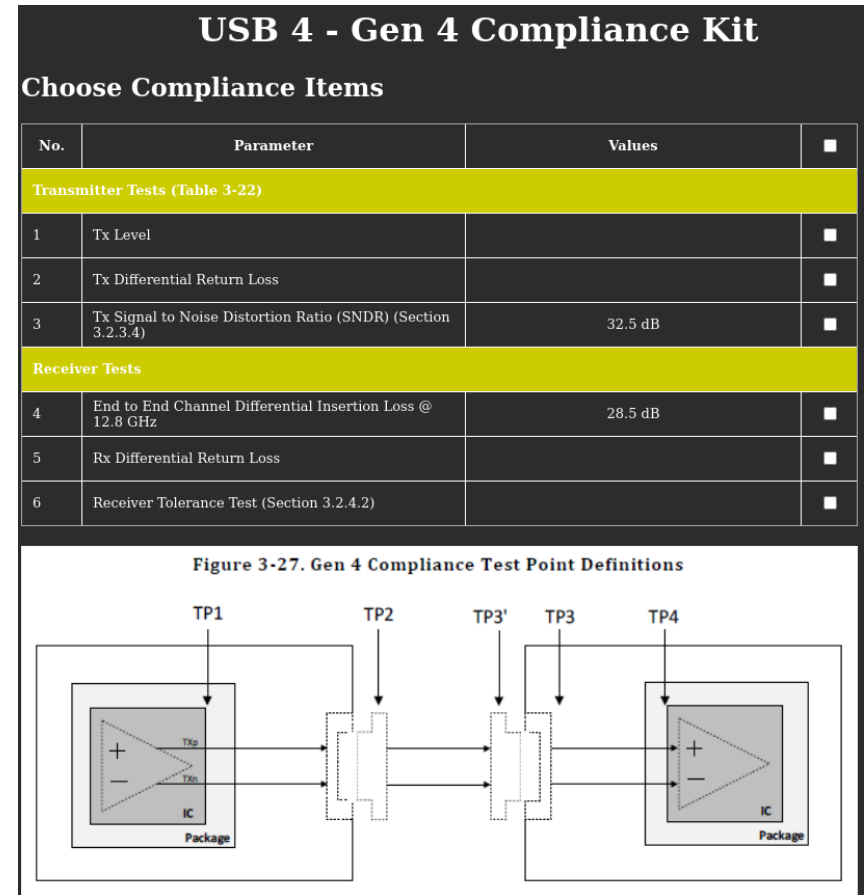 USB 4 - Gen 4 Compliance Kit
Choose Compliance Items
No. Parameter Values
Transmitter Tests (Table 3-22)
1 Tx Level
2 Tx Differential Return Loss
3 Tx Signal to Noise Distortion Ratio (SNDR) (Section 3.2.3.4) 32.5 dB
Receiver Tests
4 End to End Channel Differential Insertion Loss @ 12.8 GHz 28.5 dB
5 Rx Differential Return Loss
6 Receiver Tolerance Test (Section 3.2.4.2)
Figure 3-27. Gen 4 Compliance Test Point Definitions
TP1 TP2 TP3' TP3 TP4
TXp
+ +
− −
TXn
IC IC
Package Package